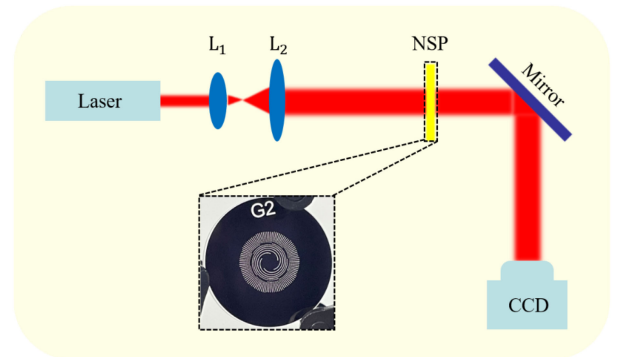 L₁
L₂
NSP
Mirror
Laser
G2
CCD